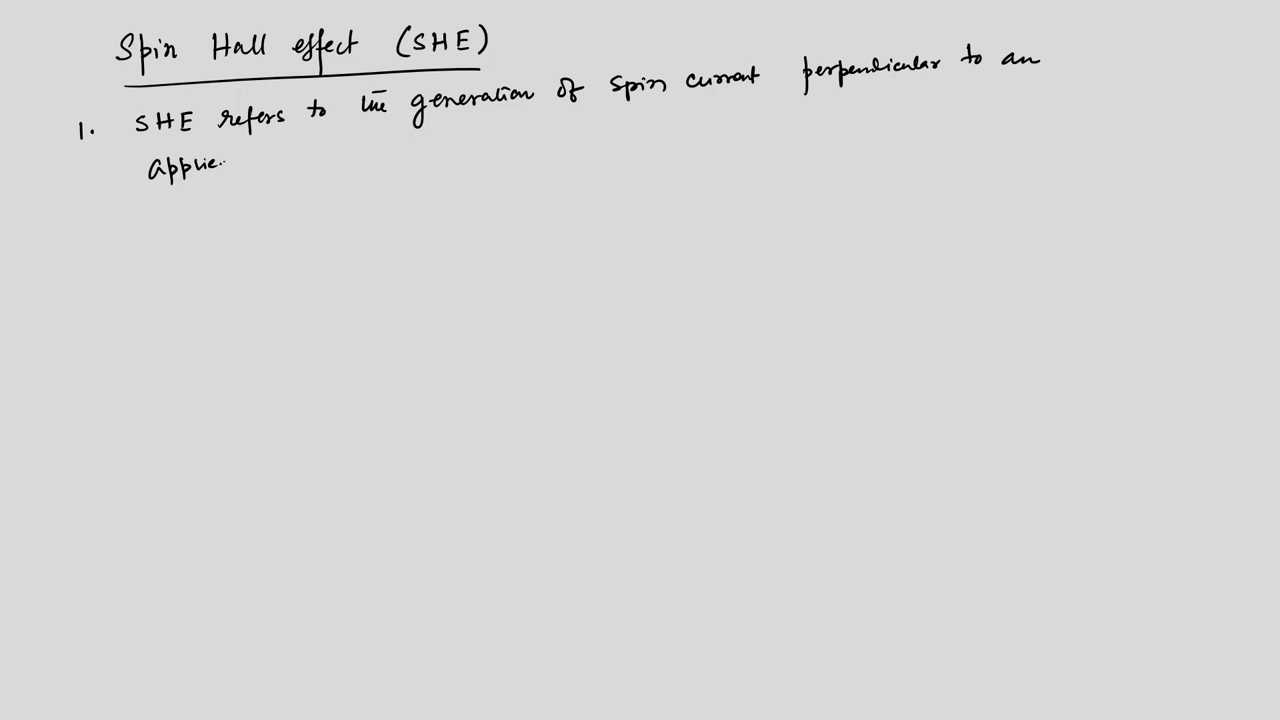 Spin Hall effect (SHE)
1. SHE refers to the generation of spin current perpendicular to an
applie